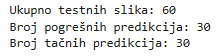 Ukupno testnih slika: 60
Broj pogrešnih predikcija: 30
Broj tačnih predikcija: 30